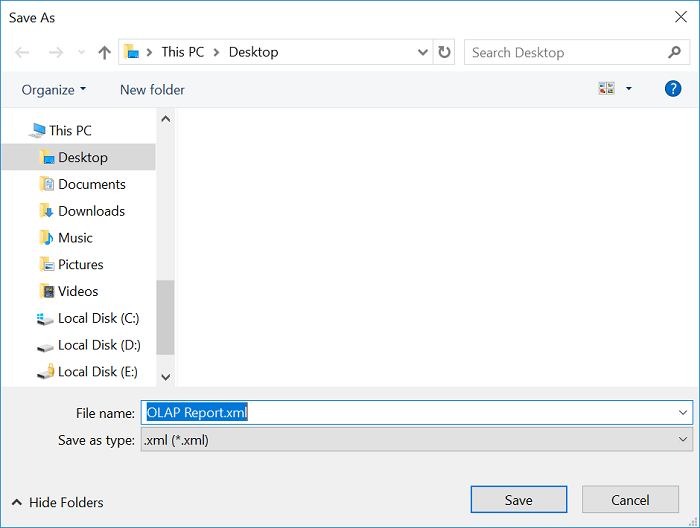 Save As
This PC Desktop Search Desktop
Organize New folder ?
This PC
Desktop
Documents
Downloads
Music
Pictures
Videos
Local Disk (C:)
Local Disk (D:)
Local Disk (E:)
File name: OLAP Report.xml
Save as type: .xml (*.xml)
Hide Folders Save Cancel